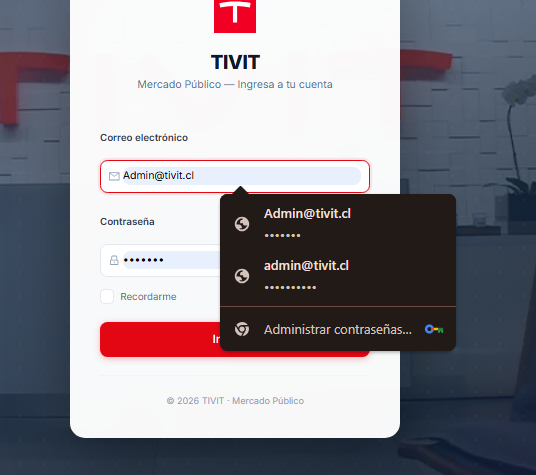 T
TIVIT
Mercado Público — Ingresa a tu cuenta
Correo electrónico
Admin@tivit.cl
Contraseña
•••••••
Recordarme
Admin@tivit.cl
•••••••
admin@tivit.cl
••••••••••
Administrar contraseñas...
© 2026 TIVIT · Mercado Público